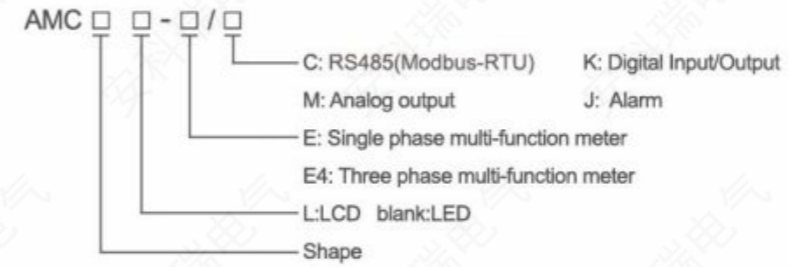 AMC □ □ - □ / □
C: RS485(Modbus-RTU) K: Digital Input/Output
M: Analog output J: Alarm
E: Single phase multi-function meter
E4: Three phase multi-function meter
L:LCD blank:LED
Shape